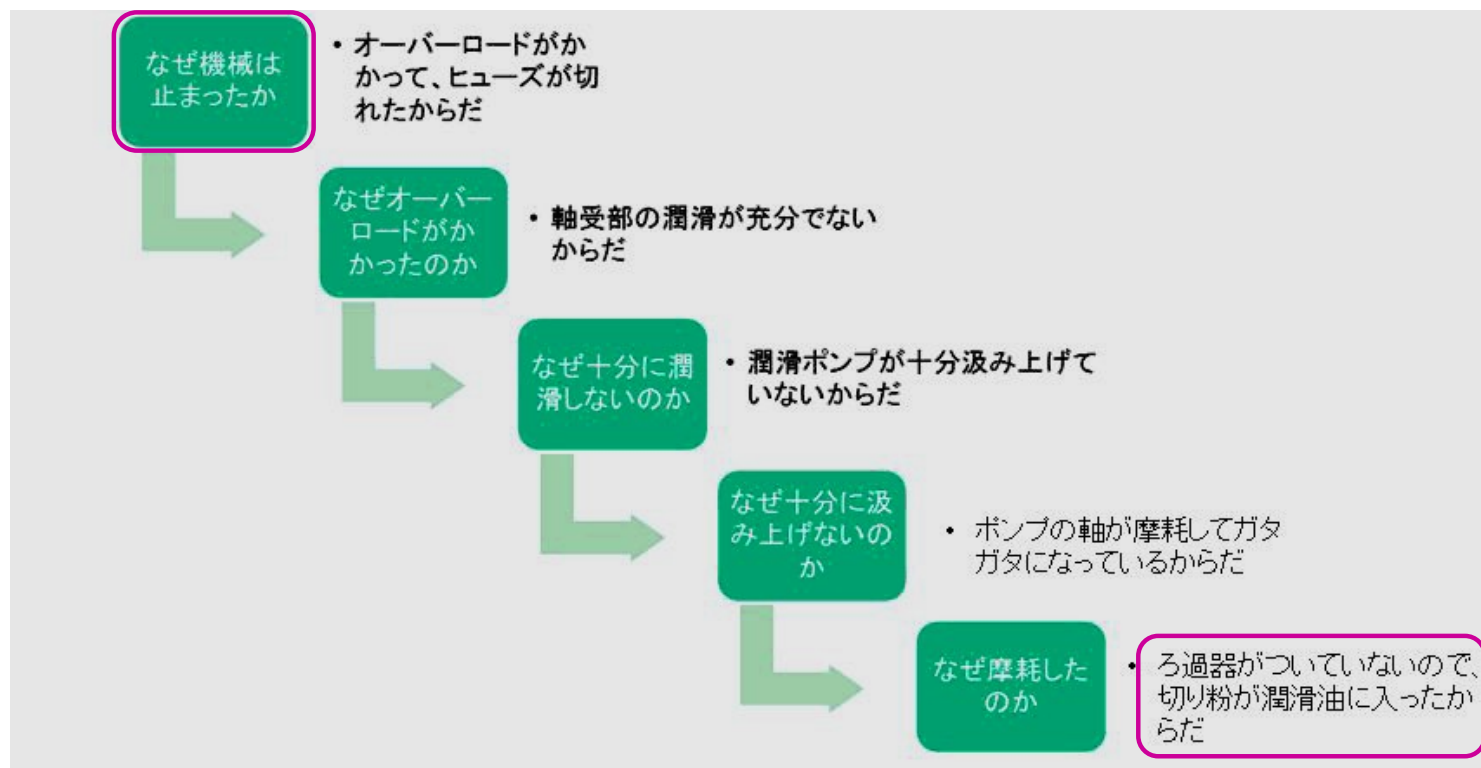 なぜ機械は
止まったか
・オーバーロードがか
かって、ヒューズが切
れたからだ
なぜオーバー
ロードがか
かったのか
・軸受部の潤滑が充分でない
からだ
なぜ十分に潤
滑しないのか
・潤滑ポンプが十分汲み上げて
いないからだ
なぜ十分に汲
み上げないの
か
・ポンプの軸が摩耗してガタ
ガタになっているからだ
なぜ摩耗した
のか
・ろ過器がついていないので、
切り粉が潤滑油に入ったか
らだ